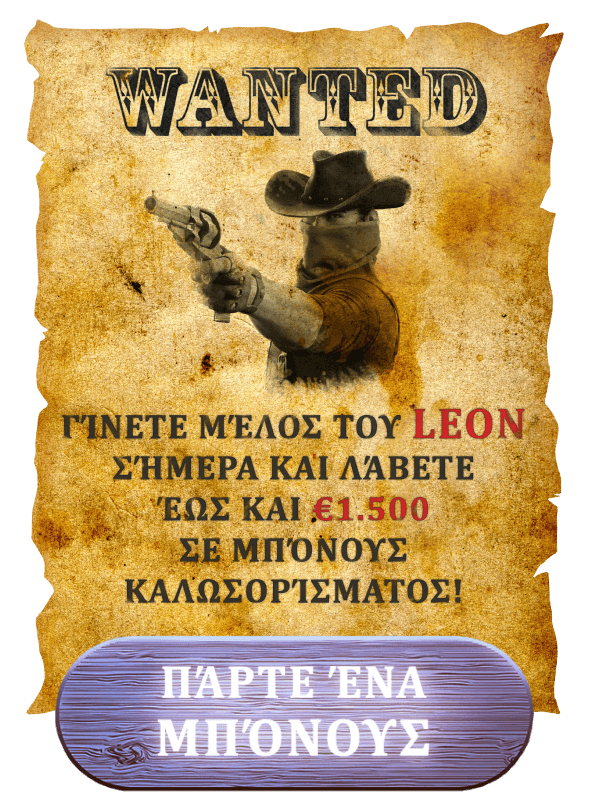 WANTED
ΓΊΝΕΤΕ ΜΈΛΟΣ ΤΟΥ LEON
ΣΉΜΕΡΑ ΚΑΙ ΛΆΒΕΤΕ
ΈΩΣ ΚΑΙ €1.500
ΣΕ ΜΠΌΝΟΥΣ
ΚΑΛΩΣΟΡΊΣΜΑΤΟΣ!
ΠΆΡΤΕ ΈΝΑ
ΜΠΌΝΟΥΣ